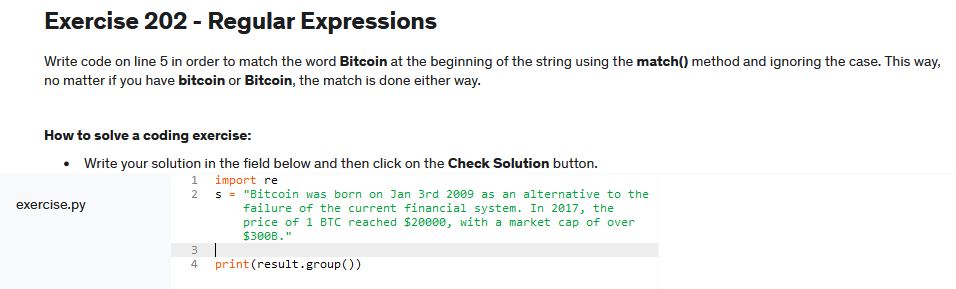 Exercise 202 - Regular Expressions
Write code on line 5 in order to match the word Bitcoin at the beginning of the string using the match() method and ignoring the case. This way,
no matter if you have bitcoin or Bitcoin, the match is done either way.
How to solve a coding exercise:
• Write your solution in the field below and then click on the Check Solution button.
exercise.py
1 import re
2 s = "Bitcoin was born on Jan 3rd 2009 as an alternative to the
failure of the current financial system. In 2017, the
price of 1 BTC reached $20000, with a market cap of over
$300B."
3
4 print(result.group())